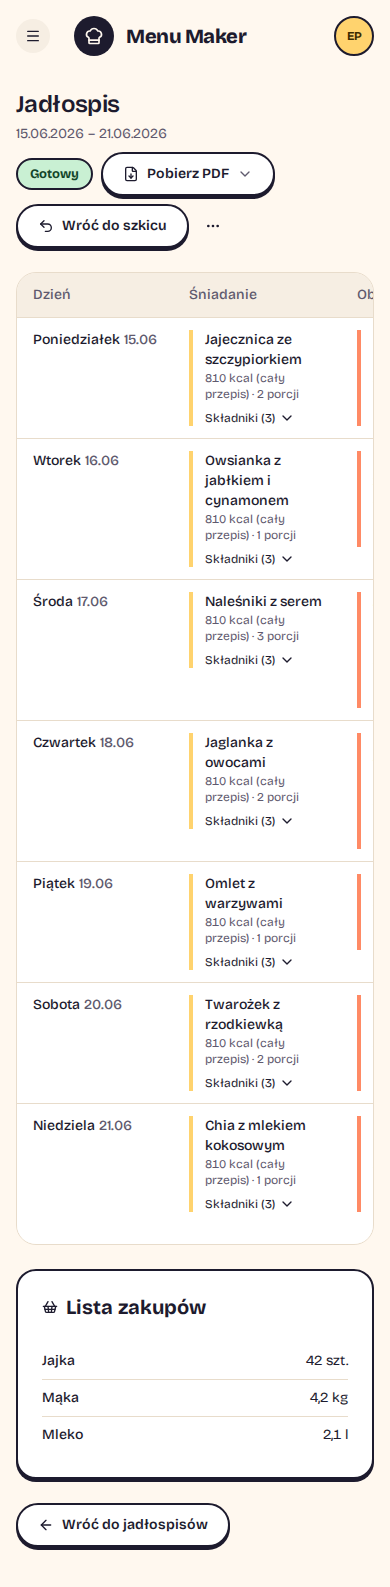 Menu Maker
EP
Jadłospis
15.06.2026 – 21.06.2026
Gotowy
Pobierz PDF
Wróć do szkicu
Dzień Śniadanie
Poniedziałek 15.06
Jajecznica ze
szczypiorkiem
810 kcal (cały
przepis) · 2 porcji
Składniki (3)
Wtorek 16.06
Owsianka z
jabłkiem i
cynamonem
810 kcal (cały
przepis) · 1 porcji
Składniki (3)
Środa 17.06
Naleśniki z serem
810 kcal (cały
przepis) · 3 porcji
Składniki (3)
Czwartek 18.06
Jaglanka z
owocami
810 kcal (cały
przepis) · 2 porcji
Składniki (3)
Piątek 19.06
Omlet z
warzywami
810 kcal (cały
przepis) · 1 porcji
Składniki (3)
Sobota 20.06
Twarożek z
rzodkiewką
810 kcal (cały
przepis) · 2 porcji
Składniki (3)
Niedziela 21.06
Chia z mlekiem
kokosowym
810 kcal (cały
przepis) · 1 porcji
Składniki (3)
Lista zakupów
Jajka 42 szt.
Mąka 4,2 kg
Mleko 2,1 l
Wróć do jadłospisów